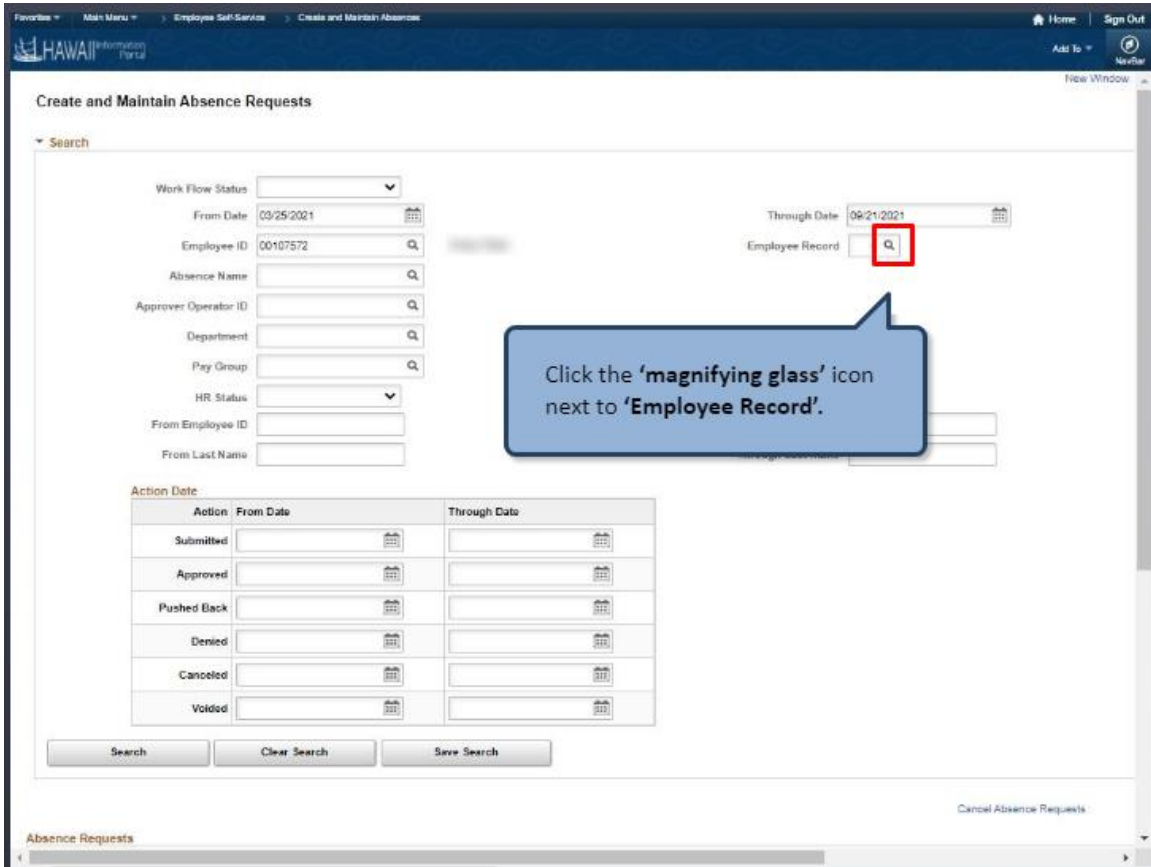 Favorites Main Menu > Employee Self-Service > Create and Maintain Absences Home Sign Out
HAWAII Information Portal Add To NavBar
New Window
Create and Maintain Absence Requests
Search
Work Flow Status
From Date 03/25/2021 Through Date 09/21/2021
Employee ID 00107572 Employee Record
Absence Name
Approver Operator ID
Department
Pay Group
Click the ‘magnifying glass’ icon
next to ‘Employee Record’.
HR Status
From Employee ID
From Last Name
Action Date
Action From Date Through Date
Submitted
Approved
Pushed Back
Denied
Canceled
Voided
Search Clear Search Save Search
Cancel Absence Requests
Absence Requests